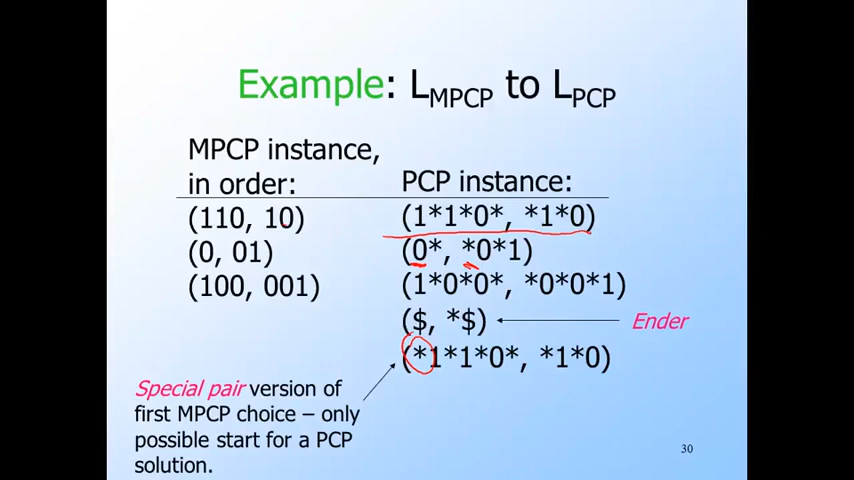 Example: LMPCP to LPCP
MPCP instance,
in order:
(110, 10)
(0, 01)
(100, 001)
PCP instance:
(1*1*0*, *1*0)
(0*, *0*1)
(1*0*0*, *0*0*1)
($, *$)
Ender
(*1*1*0*, *1*0)
Special pair version of
first MPCP choice – only
possible start for a PCP
solution.
30